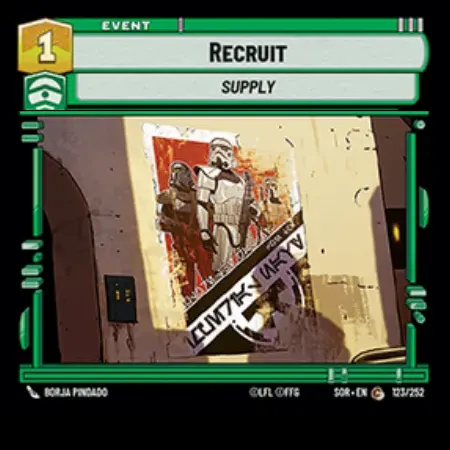 EVENT
1
RECRUIT
SUPPLY
BORJA PINDADO
©LFL ©FFG
SOR • EN C 123/252